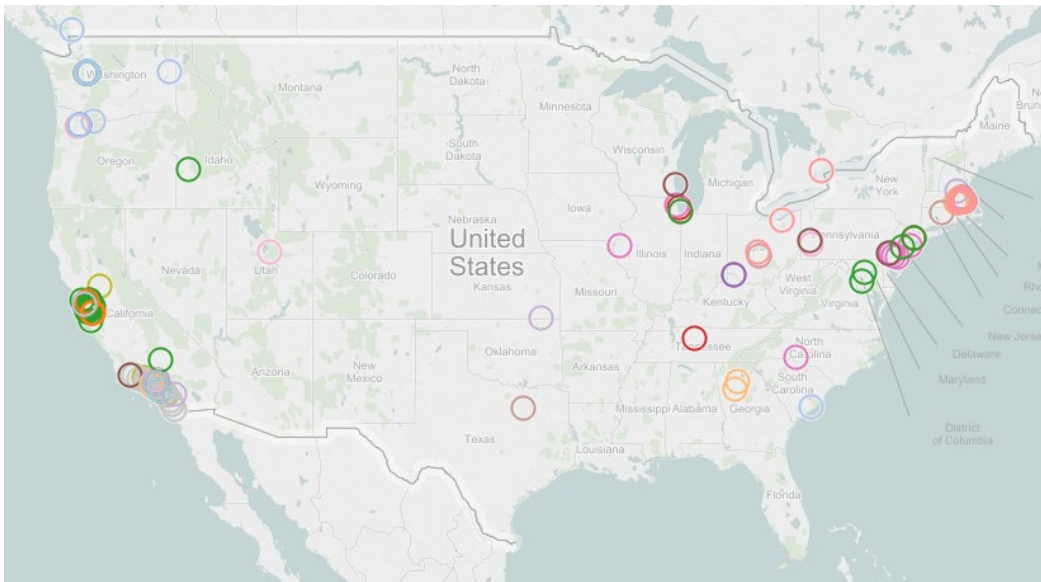 Washington
Montana
North
Dakota
Minnesota
Maine
Oregon
Idaho
South
Dakota
Wisconsin
Michigan
New
York
Wyoming
Iowa
Nebraska
United
States
Illinois
Indiana
Pennsylvania
Nevada
Utah
Colorado
Kansas
Missouri
West
Virginia
Kentucky
Virginia
California
Oklahoma
Tennessee
North
Carolina
Arizona
New
Mexico
Arkansas
South
Carolina
Mississippi
Alabama
Georgia
Texas
Louisiana
Florida
New Jerse
Delaware
Maryland
District
of Columbia